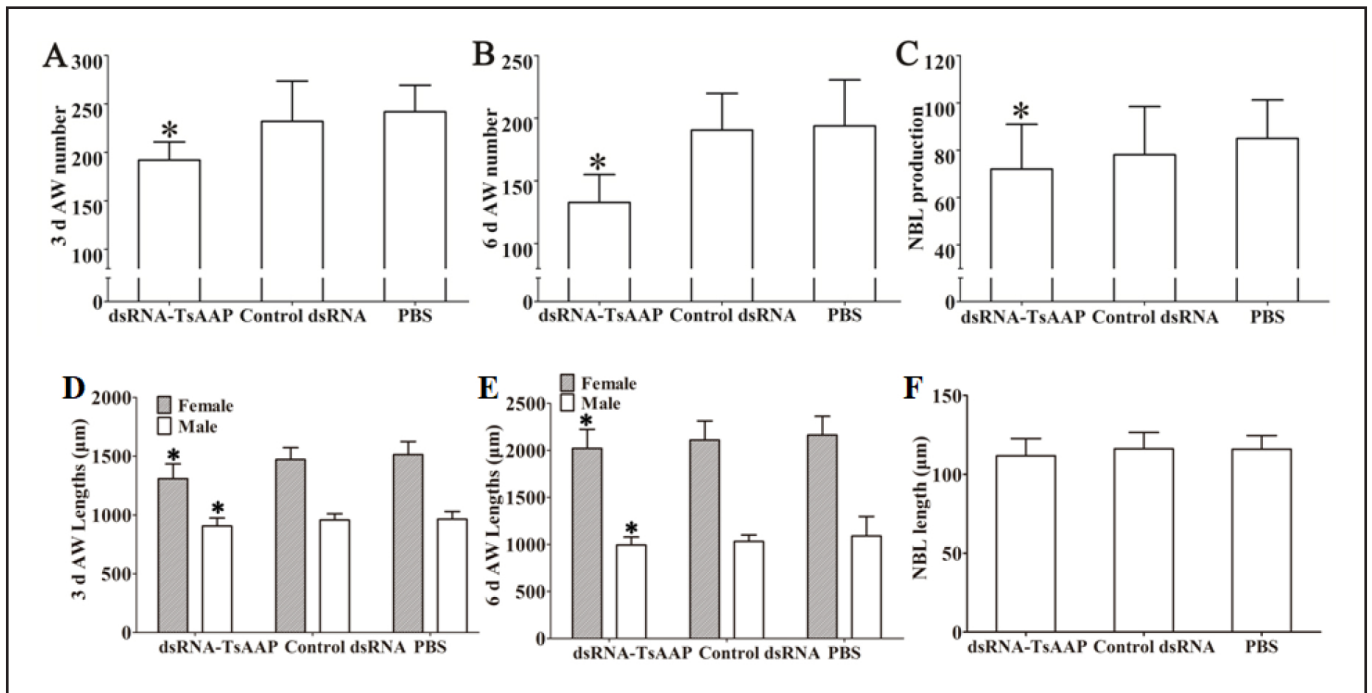 A
3 d AW number
300
250
200
150
100
0
*
dsRNA-TsAAP Control dsRNA PBS
B
6 d AW number
250
200
150
100
0
*
dsRNA-TsAAP Control dsRNA PBS
C
NBL production
120
100
80
60
40
0
*
dsRNA-TsAAP Control dsRNA PBS
D
3 d AW Lengths (µm)
2000
1500
1000
500
0
Female
Male
*
*
dsRNA-TsAAP Control dsRNA PBS
E
6 d AW Lengths (µm)
2500
2000
1500
1000
500
0
Female
Male
*
*
dsRNA-TsAAP Control dsRNA PBS
F
NBL length (µm)
150
100
50
0
dsRNA-TsAAP Control dsRNA PBS